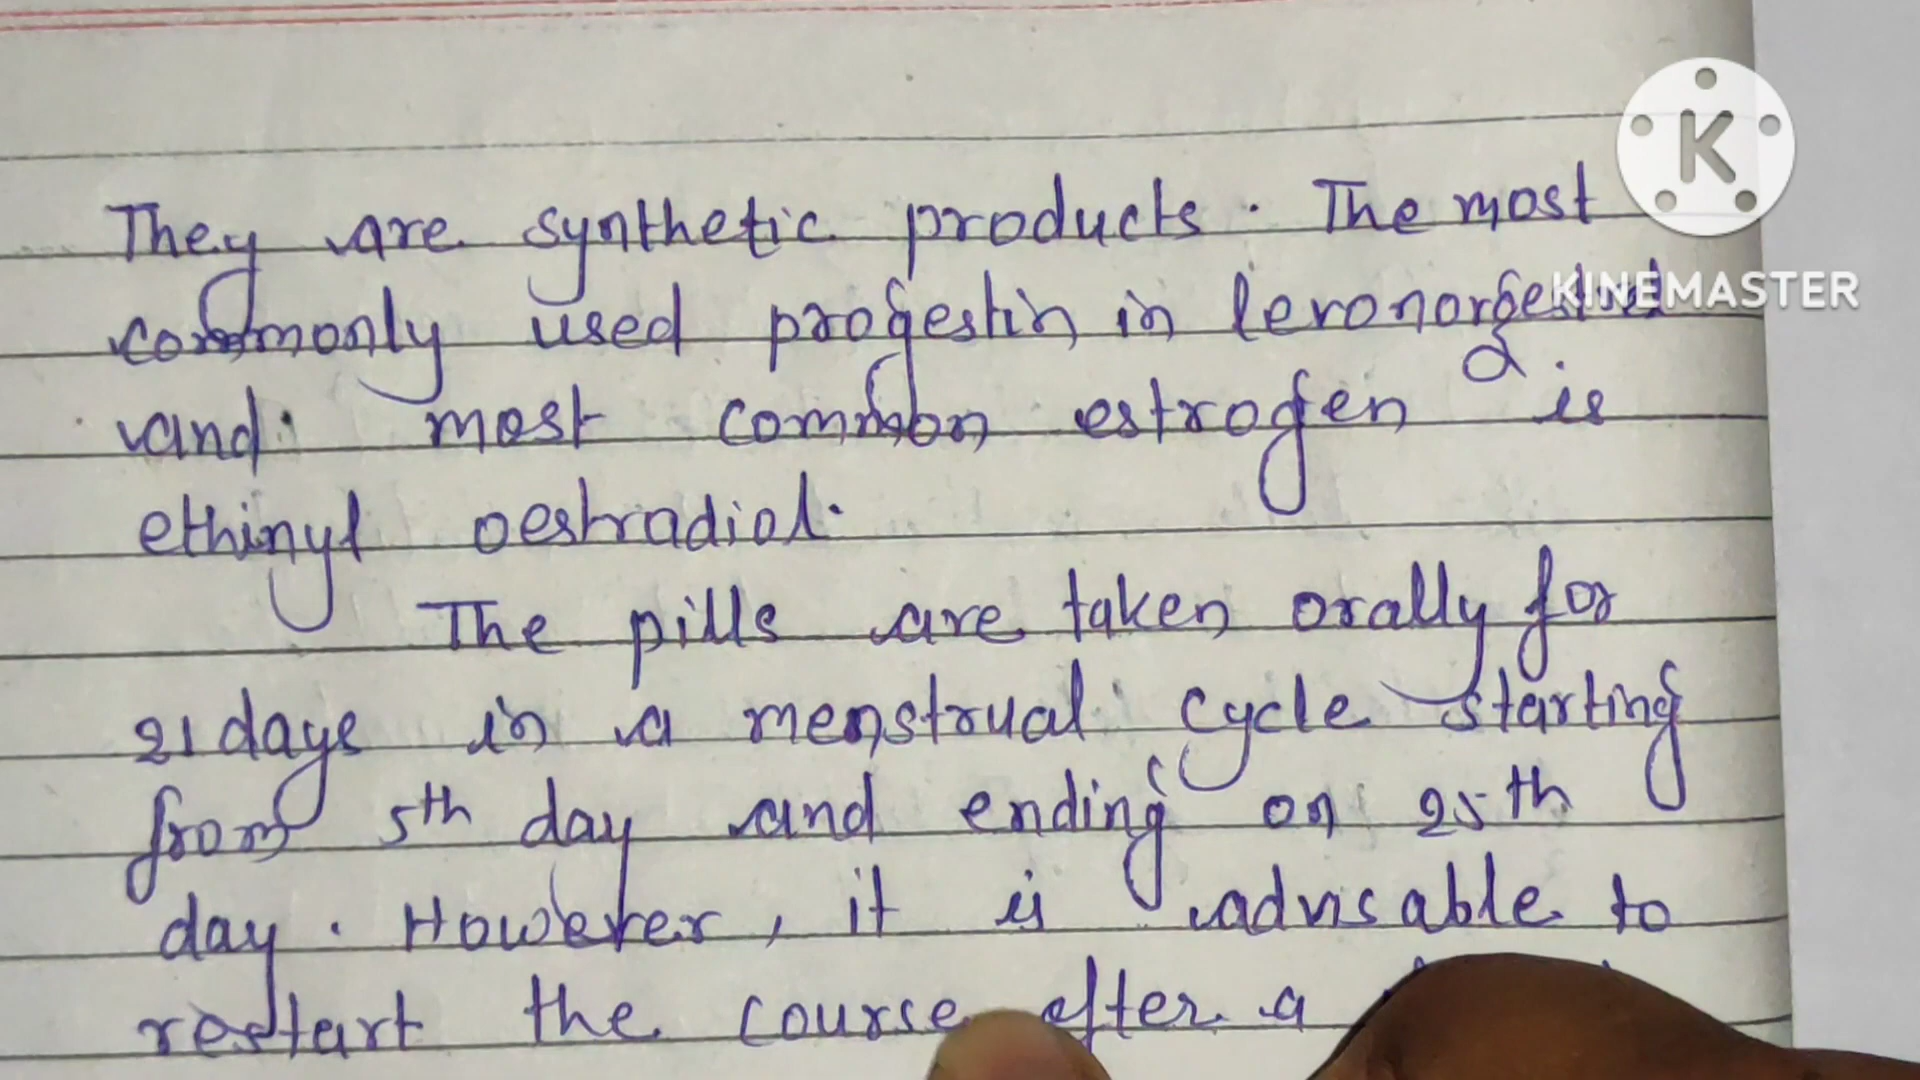 They are synthetic products. The most
commonly used progestin in levonorgestrel
and most common estrogen is
ethinyl oestradiol.
The pills are taken orally for
21 days in a menstrual cycle starting
from 5th day and ending on 25th
day. However, it is advisable to
restart the course after a
K
KINEMASTER